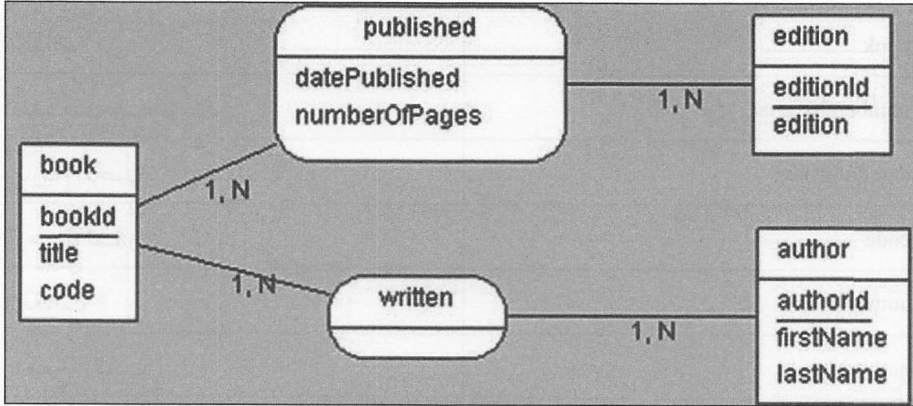 published
datePublished
numberOfPages
1, N
edition
editionId
edition
book
bookId
title
code
1, N
1, N
written
1, N
author
authorId
firstName
lastName